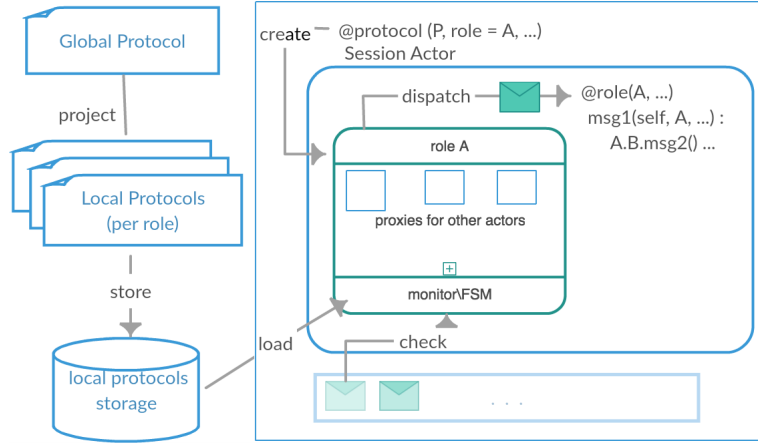 Global Protocol
project
Local Protocols
(per role)
store
local protocols
storage
load
create
@protocol (P, role = A, ...)
Session Actor
dispatch
@role(A, ...)
msg1(self, A, ...) :
A.B.msg2() ...
role A
proxies for other actors
monitor\FSM
check
. . .